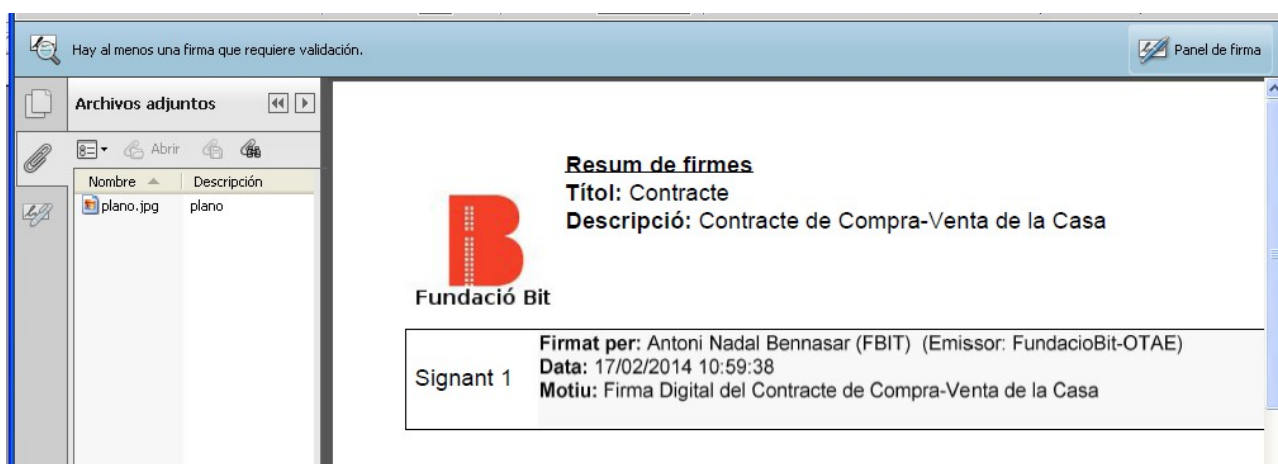 Hay al menos una firma que requiere validación.
Panel de firma
Archivos adjuntos
Abrir
Nombre Descripción
plano.jpg plano
Resum de firmes
Títol: Contracte
Descripció: Contracte de Compra-Venta de la Casa
Fundació Bit
Signant 1
Firmat per: Antoni Nadal Bennasar (FBIT) (Emissor: FundacioBit-OTAE)
Data: 17/02/2014 10:59:38
Motiu: Firma Digital del Contracte de Compra-Venta de la Casa